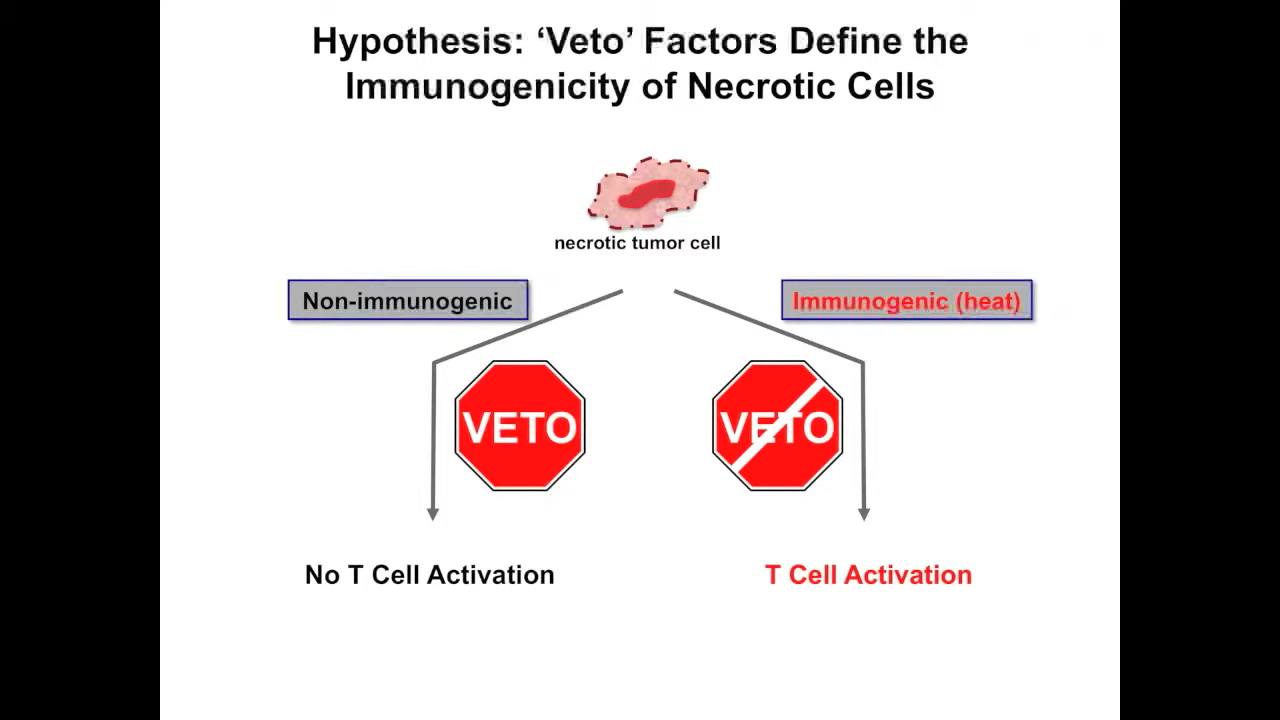 Hypothesis: ‘Veto’ Factors Define the
Immunogenicity of Necrotic Cells
necrotic tumor cell
Non-immunogenic
Immunogenic (heat)
VETO
VETO
No T Cell Activation
T Cell Activation